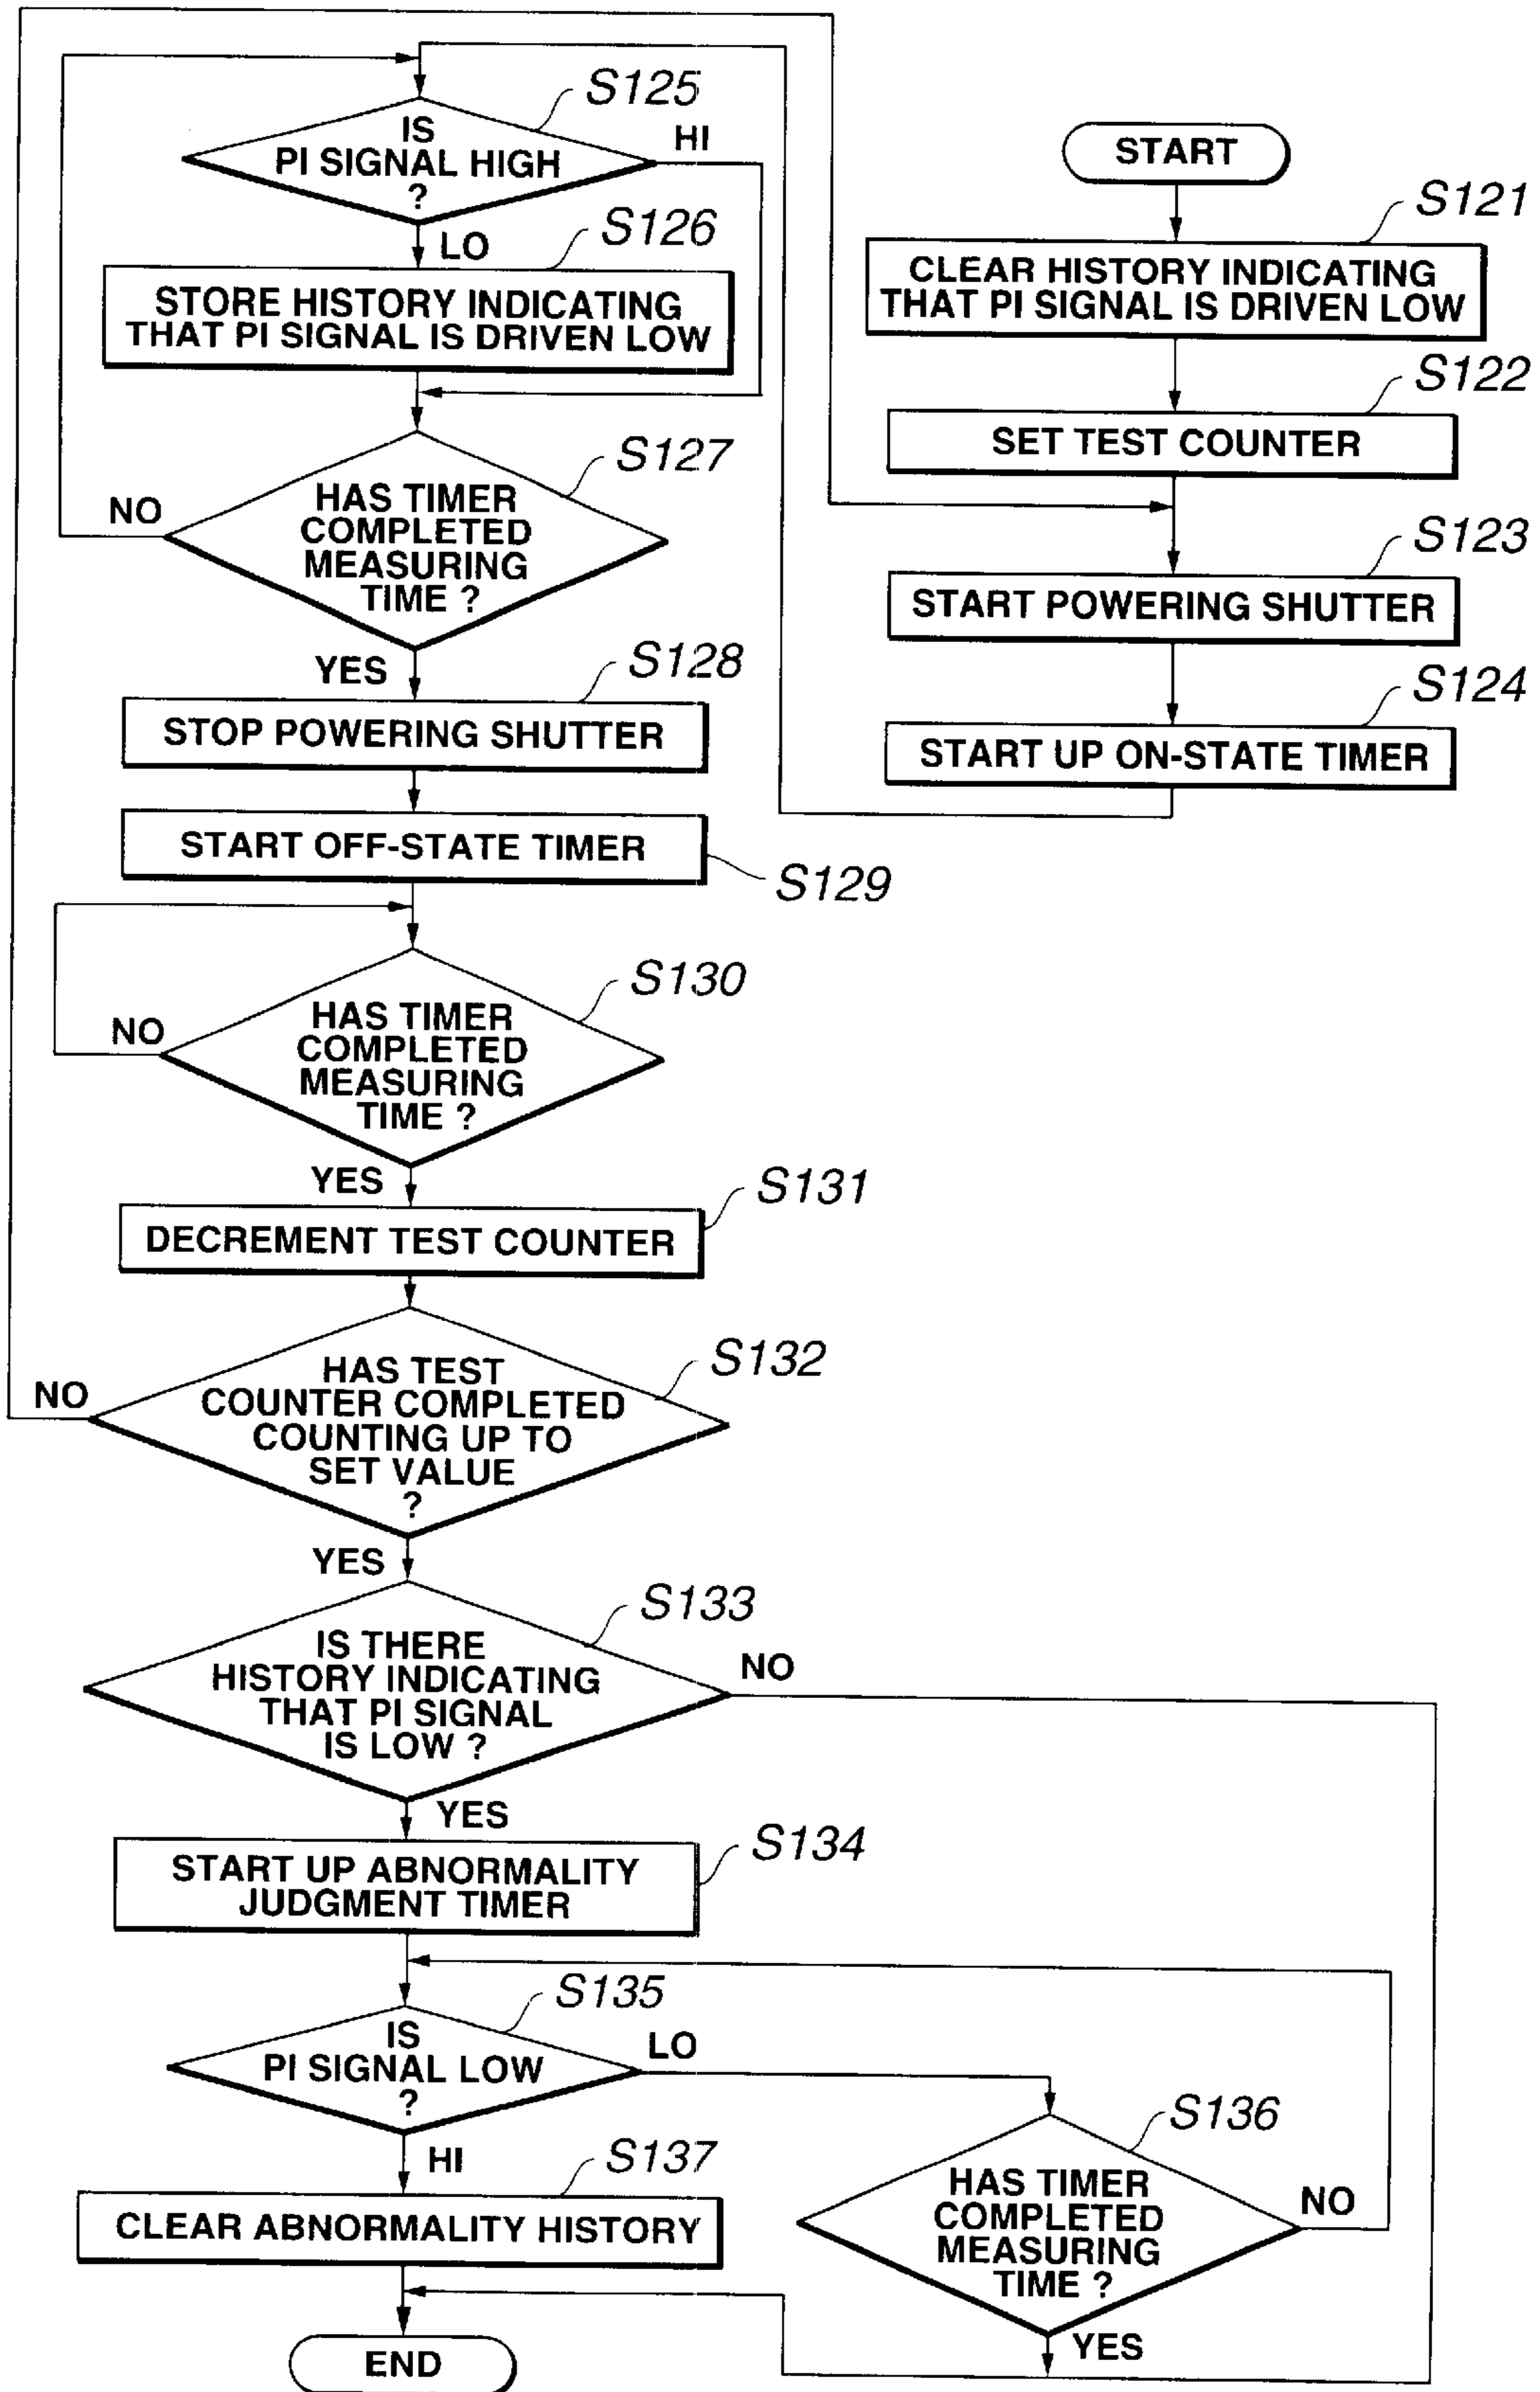 START
S121
CLEAR HISTORY INDICATING
THAT PI SIGNAL IS DRIVEN LOW
S122
SET TEST COUNTER
S123
START POWERING SHUTTER
S124
START UP ON-STATE TIMER
S125
IS
PI SIGNAL HIGH
?
HI
LO
S126
STORE HISTORY INDICATING
THAT PI SIGNAL IS DRIVEN LOW
S127
HAS TIMER
COMPLETED
MEASURING
TIME ?
NO
YES
S128
STOP POWERING SHUTTER
START OFF-STATE TIMER
S129
S130
HAS TIMER
COMPLETED
MEASURING
TIME ?
NO
YES
S131
DECREMENT TEST COUNTER
S132
HAS TEST
COUNTER COMPLETED
COUNTING UP TO
SET VALUE
?
NO
YES
S133
IS THERE
HISTORY INDICATING
THAT PI SIGNAL
IS LOW ?
NO
YES
S134
START UP ABNORMALITY
JUDGMENT TIMER
S135
IS
PI SIGNAL LOW
?
LO
HI
S136
HAS TIMER
COMPLETED
MEASURING
TIME ?
NO
YES
S137
CLEAR ABNORMALITY HISTORY
END